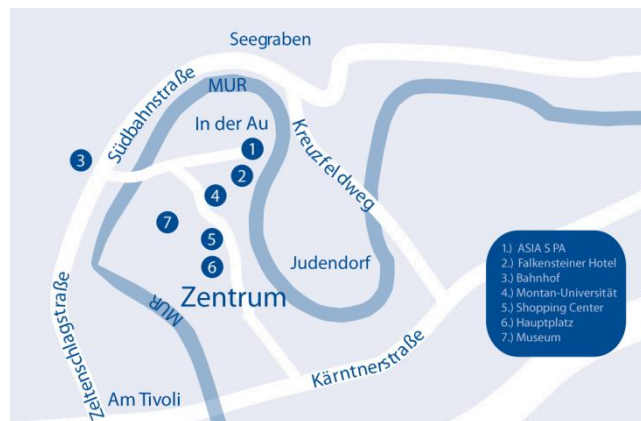 Seegraben
MUR
Südbahnstraße
In der Au
1
Kreuzfeldweg
3
2
4
7
5
6
Judendorf
Zentrum
MUR
Zeltenschlagstraße
Kärntnerstraße
Am Tivoli
1.) ASIA S PA
2.) Falkensteiner Hotel
3.) Bahnhof
4.) Montan-Universität
5.) Shopping Center
6.) Hauptplatz
7.) Museum